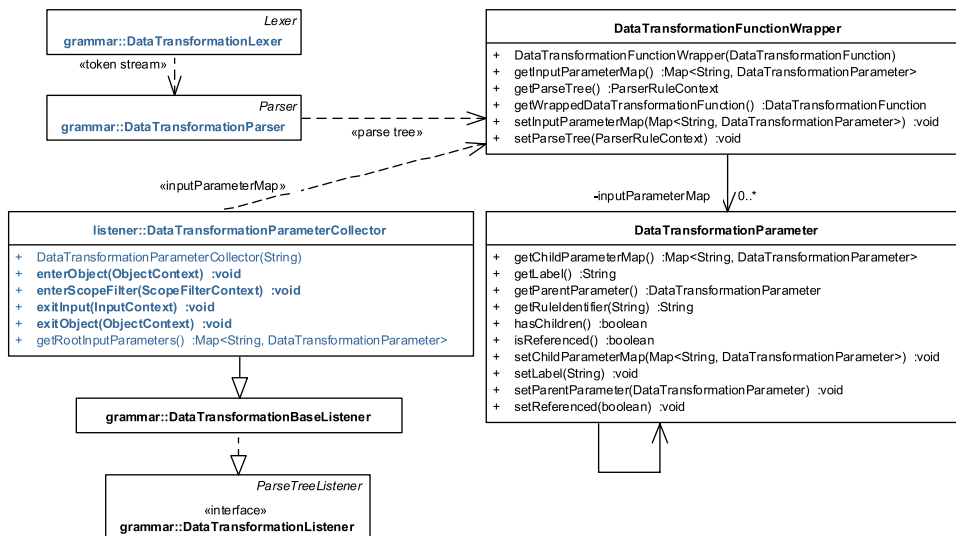 Lexer
grammar::DataTransformationLexer
«token stream»
Parser
grammar::DataTransformationParser
«parse tree»
«inputParameterMap»
DataTransformationFunctionWrapper
+ DataTransformationFunctionWrapper(DataTransformationFunction)
+ getInputParameterMap() :Map<String, DataTransformationParameter>
+ getParseTree() :ParserRuleContext
+ getWrappedDataTransformationFunction() :DataTransformationFunction
+ setInputParameterMap(Map<String, DataTransformationParameter>) :void
+ setParseTree(ParserRuleContext) :void
-inputParameterMap 0..*
listener::DataTransformationParameterCollector
+ DataTransformationParameterCollector(String)
+ enterObject(ObjectContext) :void
+ enterScopeFilter(ScopeFilterContext) :void
+ exitInput(InputContext) :void
+ exitObject(ObjectContext) :void
+ getRootInputParameters() :Map<String, DataTransformationParameter>
DataTransformationParameter
+ getChildParameterMap() :Map<String, DataTransformationParameter>
+ getLabel() :String
+ getParentParameter() :DataTransformationParameter
+ getRuleIdentifier(String) :String
+ hasChildren() :boolean
+ isReferenced() :boolean
+ setChildParameterMap(Map<String, DataTransformationParameter>) :void
+ setLabel(String) :void
+ setParentParameter(DataTransformationParameter) :void
+ setReferenced(boolean) :void
grammar::DataTransformationBaseListener
ParseTreeListener
«interface»
grammar::DataTransformationListener